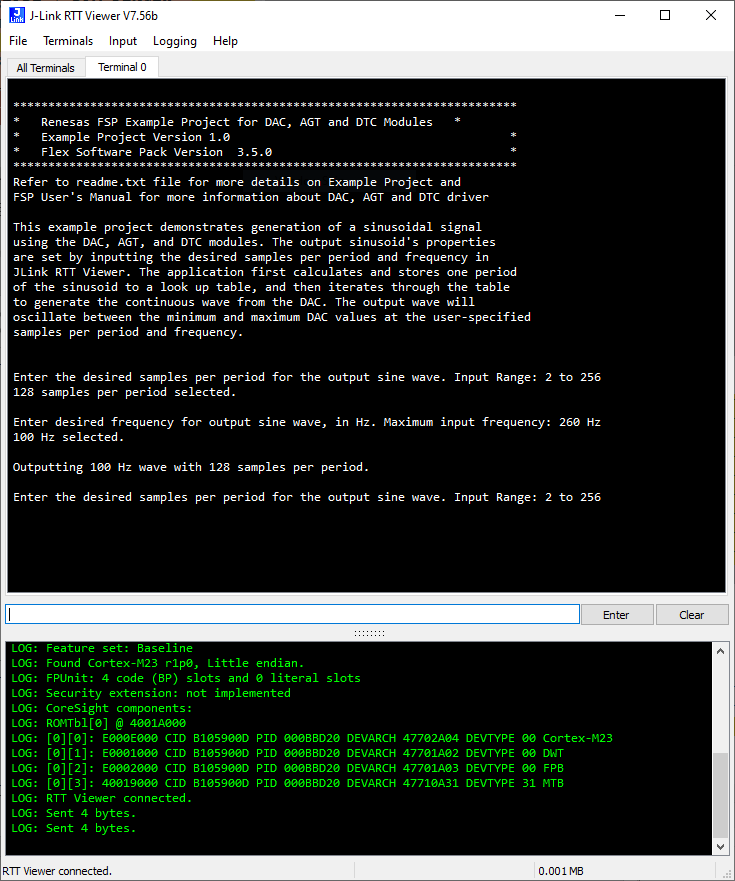 J-Link RTT Viewer V7.56b
File Terminals Input Logging Help
All Terminals Terminal 0
************************************************************************
* Renesas FSP Example Project for DAC, AGT and DTC Modules *
* Example Project Version 1.0 *
* Flex Software Pack Version 3.5.0 *
************************************************************************
Refer to readme.txt file for more details on Example Project and
FSP User's Manual for more information about DAC, AGT and DTC driver
This example project demonstrates generation of a sinusoidal signal
using the DAC, AGT, and DTC modules. The output sinusoid's properties
are set by inputting the desired samples per period and frequency in
JLink RTT Viewer. The application first calculates and stores one period
of the sinusoid to a look up table, and then iterates through the table
to generate the continuous wave from the DAC. The output wave will
oscillate between the minimum and maximum DAC values at the user-specified
samples per period and frequency.
Enter the desired samples per period for the output sine wave. Input Range: 2 to 256
128 samples per period selected.
Enter desired frequency for output sine wave, in Hz. Maximum input frequency: 260 Hz
100 Hz selected.
Outputting 100 Hz wave with 128 samples per period.
Enter the desired samples per period for the output sine wave. Input Range: 2 to 256
Enter Clear
LOG: Feature set: Baseline
LOG: Found Cortex-M23 r1p0, Little endian.
LOG: FPUnit: 4 code (BP) slots and 0 literal slots
LOG: Security extension: not implemented
LOG: CoreSight components:
LOG: ROMTbl[0] @ 4001A000
LOG: [0][0]: E000E000 CID B105900D PID 000BBD20 DEVARCH 47702A04 DEVTYPE 00 Cortex-M23
LOG: [0][1]: E0001000 CID B105900D PID 000BBD20 DEVARCH 47701A02 DEVTYPE 00 DWT
LOG: [0][2]: E0002000 CID B105900D PID 000BBD20 DEVARCH 47701A03 DEVTYPE 00 FPB
LOG: [0][3]: 40019000 CID B105900D PID 000BBD20 DEVARCH 47710A31 DEVTYPE 31 MTB
LOG: RTT Viewer connected.
LOG: Sent 4 bytes.
LOG: Sent 4 bytes.
RTT Viewer connected. 0.001 MB